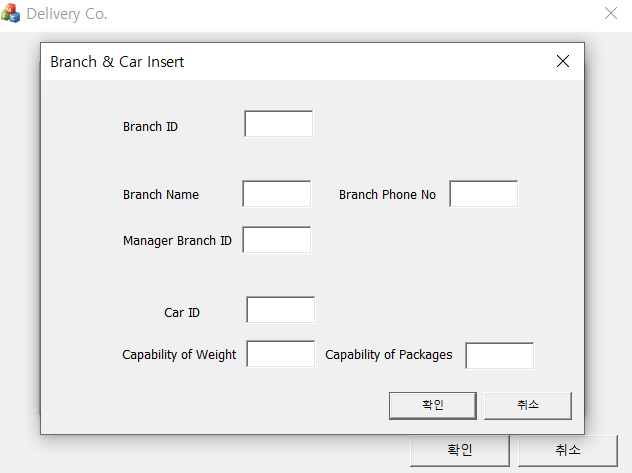 Delivery Co.
Branch & Car Insert
Branch ID
Branch Name Branch Phone No
Manager Branch ID
Car ID
Capability of Weight Capability of Packages
확인 취소
확인 취소